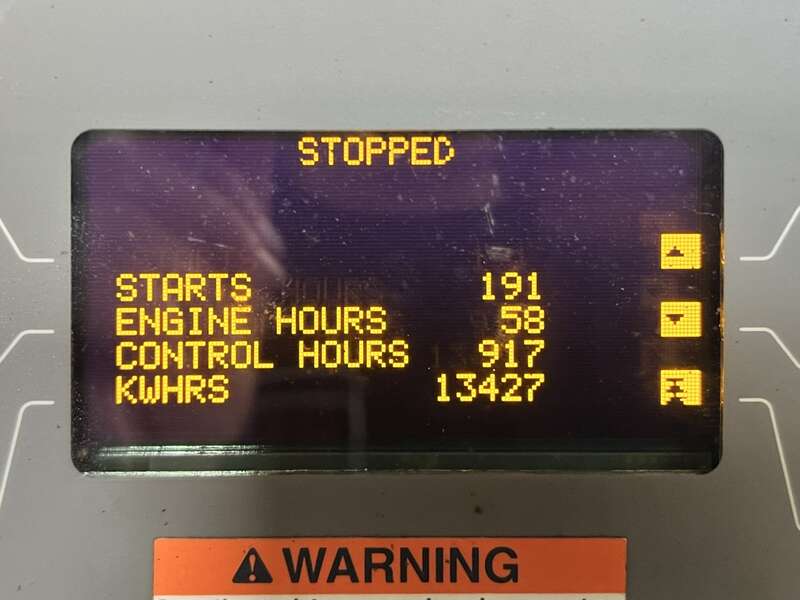 STOPPED
STARTS 191
ENGINE HOURS 58
CONTROL HOURS 917
KWHRS 13427
WARNING